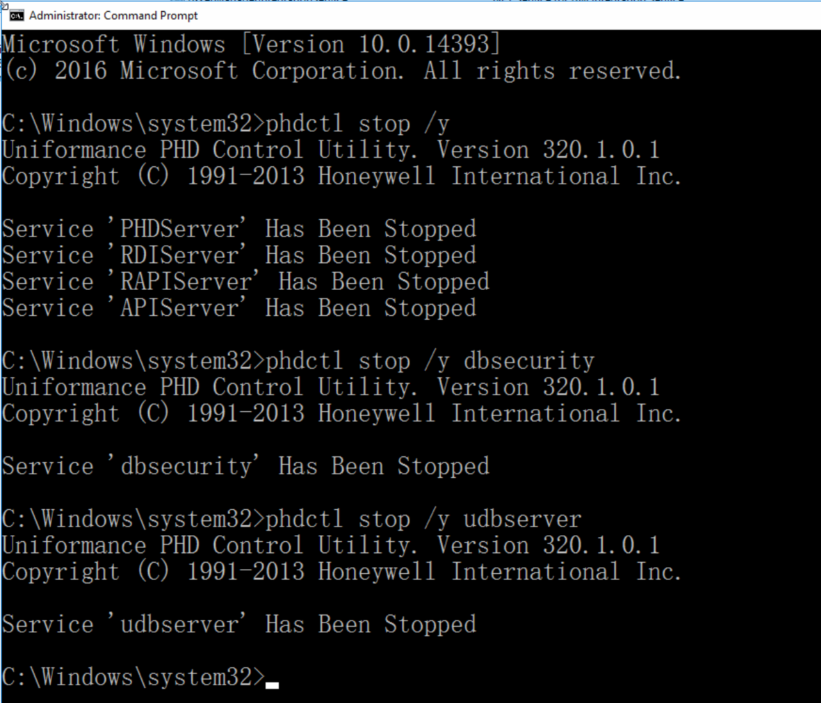 Administrator: Command Prompt
Microsoft Windows [Version 10.0.14393]
(c) 2016 Microsoft Corporation. All rights reserved.
C:\Windows\system32>phdctl stop /y
Uniformance PHD Control Utility. Version 320.1.0.1
Copyright (C) 1991-2013 Honeywell International Inc.
Service 'PHDServer' Has Been Stopped
Service 'RDIServer' Has Been Stopped
Service 'RAPIServer' Has Been Stopped
Service 'APIServer' Has Been Stopped
C:\Windows\system32>phdctl stop /y dbsecurity
Uniformance PHD Control Utility. Version 320.1.0.1
Copyright (C) 1991-2013 Honeywell International Inc.
Service 'dbsecurity' Has Been Stopped
C:\Windows\system32>phdctl stop /y udbserver
Uniformance PHD Control Utility. Version 320.1.0.1
Copyright (C) 1991-2013 Honeywell International Inc.
Service 'udbserver' Has Been Stopped
C:\Windows\system32>